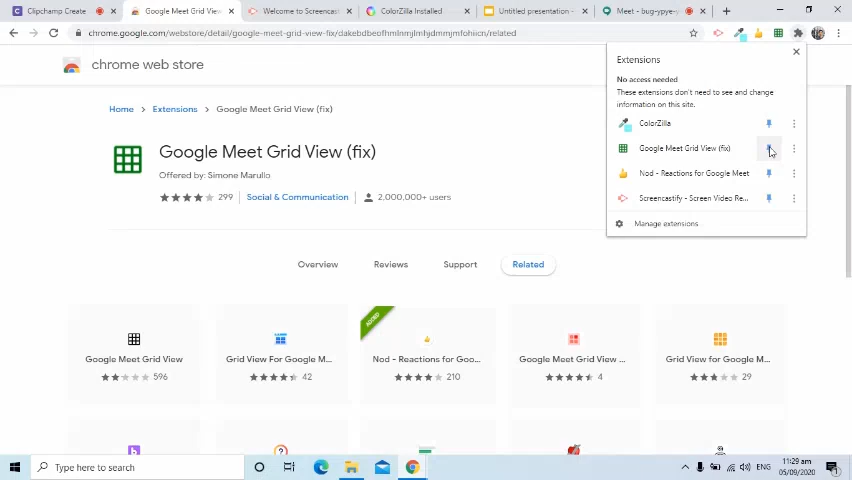 Clipchamp Create
Google Meet Grid View
Welcome to Screencast
ColorZilla Installed
Untitled presentation -
Meet - bug-ypye-
chrome.google.com/webstore/detail/google-meet-grid-view-fix/dakebdbeofhmlnmjlmhjdmmjmfohiicn/related
chrome web store
Extensions
No access needed
These extensions don't need to see and change
information on this site.
ColorZilla
Google Meet Grid View (fix)
Nod - Reactions for Google Meet
Screencastify - Screen Video Re...
Manage extensions
Home
Extensions
Google Meet Grid View (fix)
Google Meet Grid View (fix)
Offered by: Simone Marullo
299
Social & Communication
2,000,000+ users
Overview
Reviews
Support
Related
ADDED
Google Meet Grid View
596
Grid View For Google M...
42
Nod - Reactions for Goo...
210
Google Meet Grid View ...
4
Grid View for Google M...
29
Type here to search
ENG
11:29 am
05/09/2020